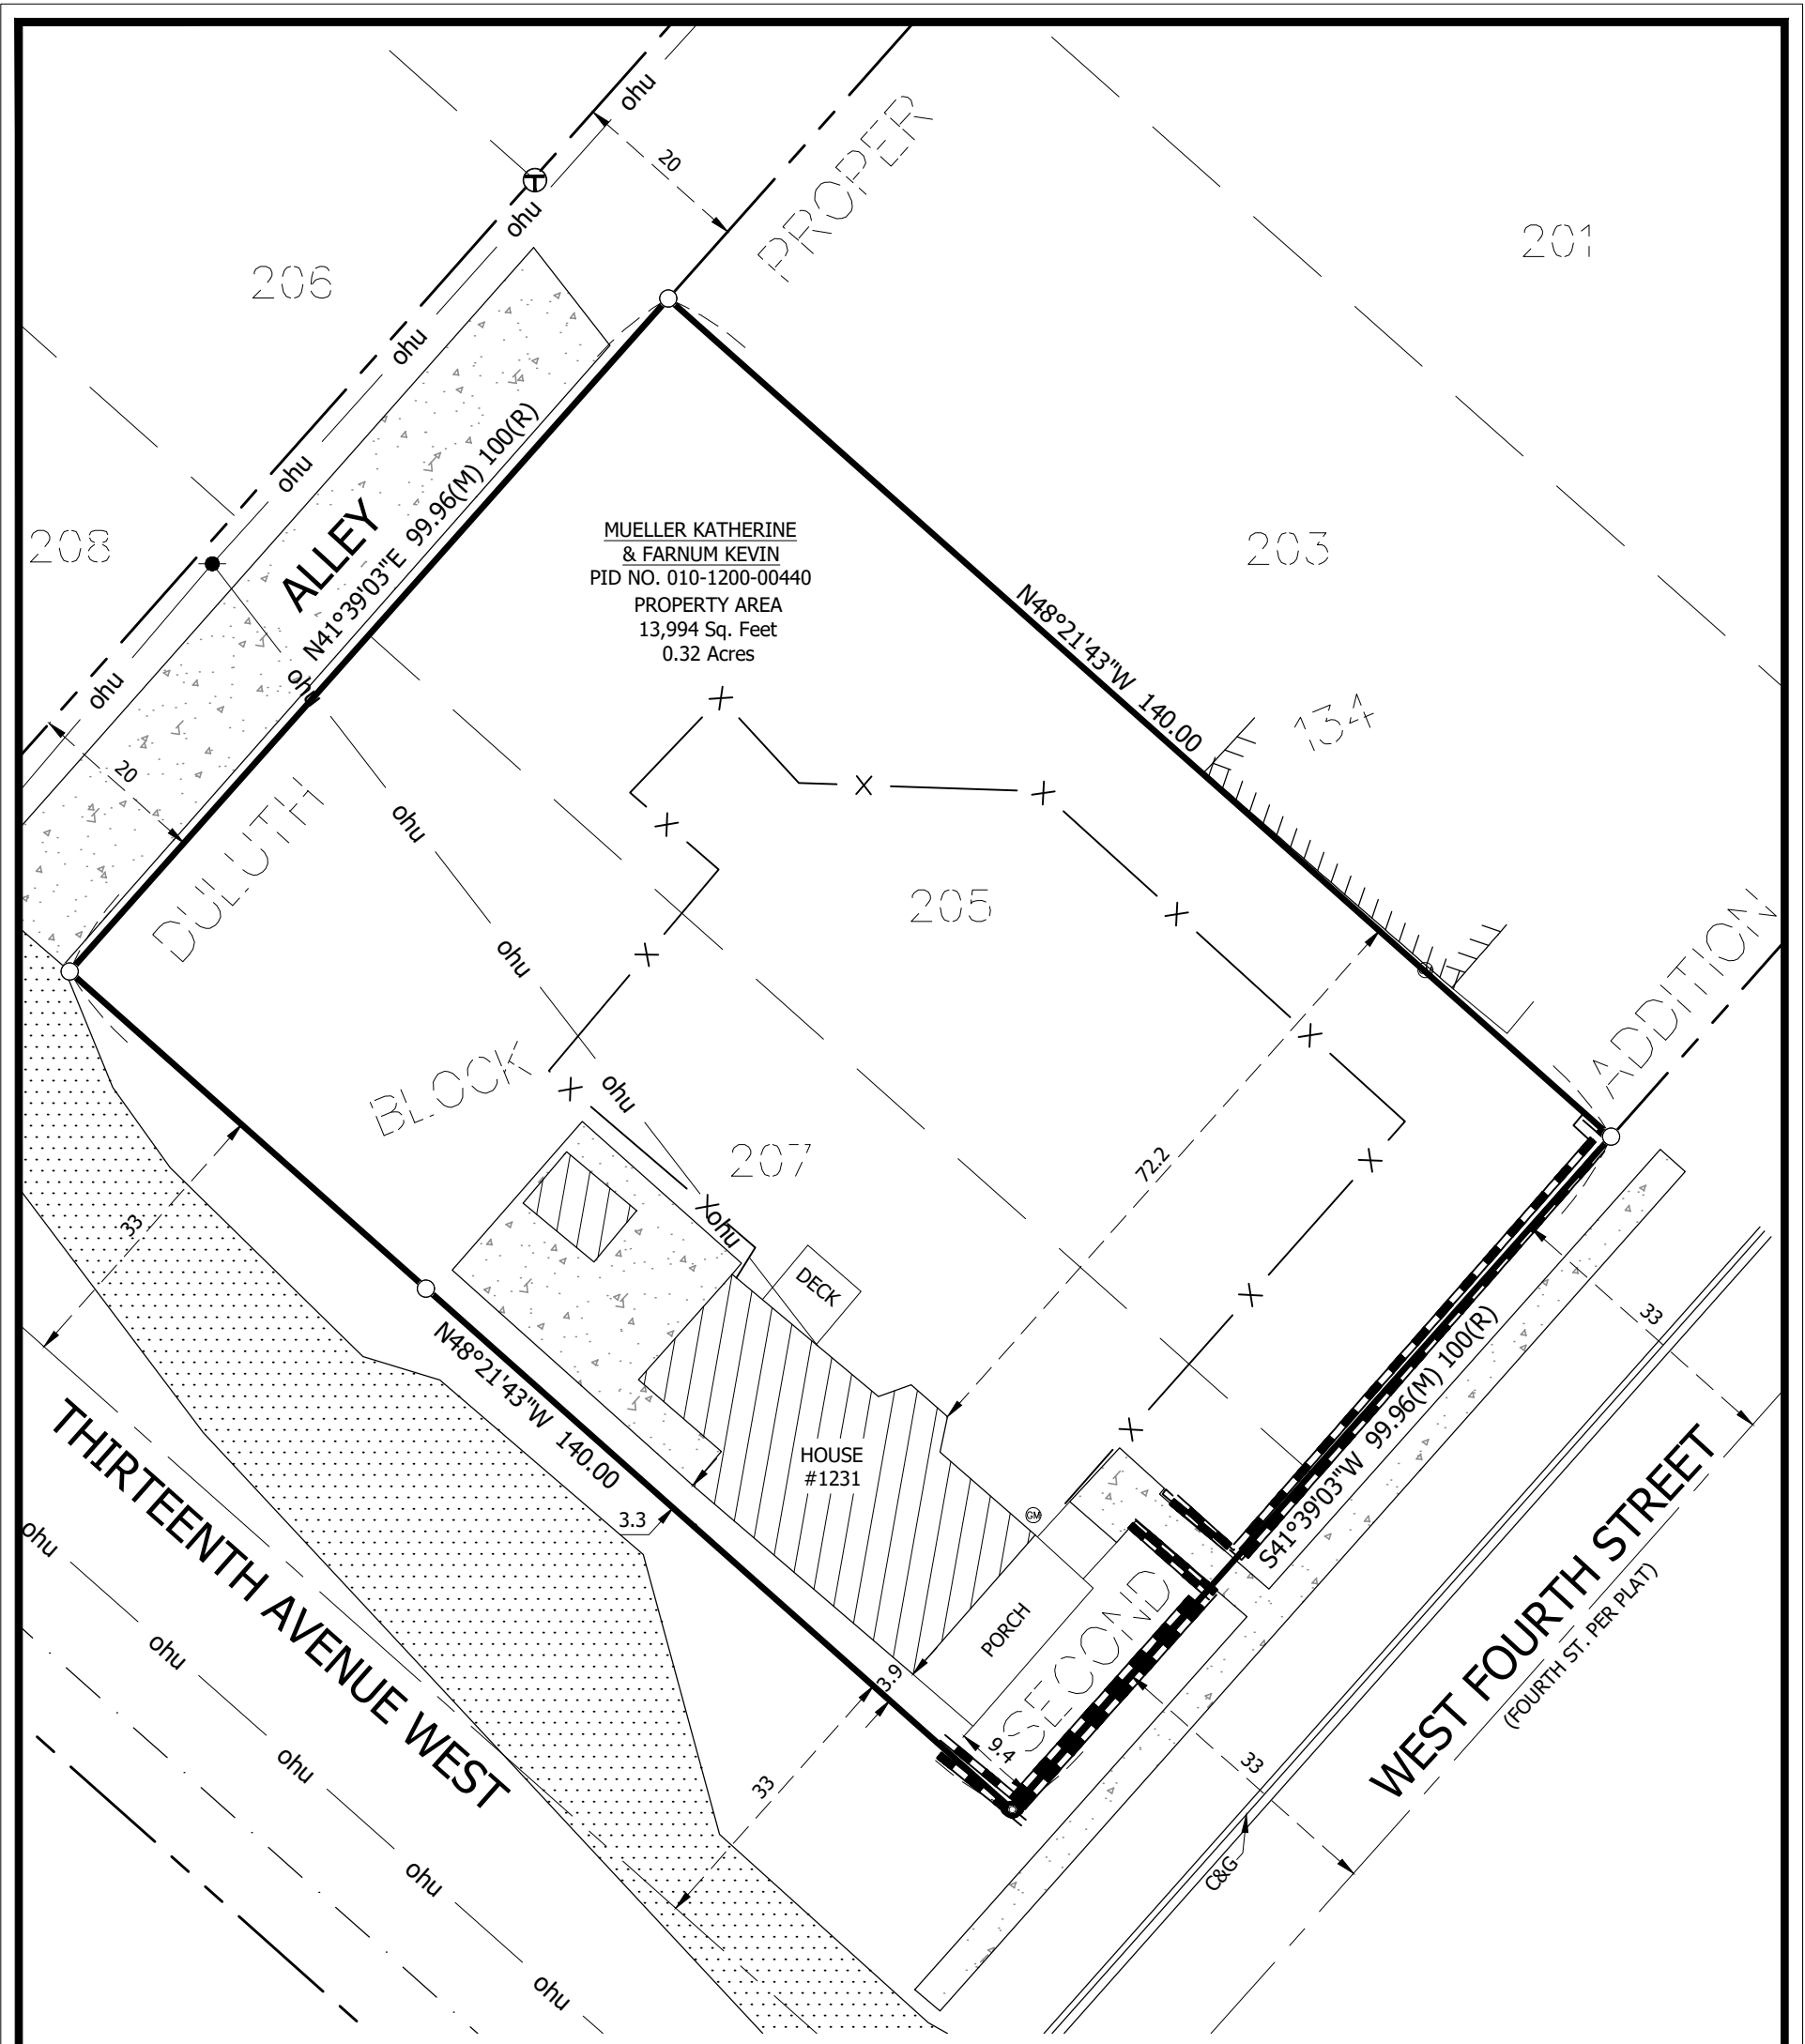 ohu
20
PROPER
T
ohu
201
206
ohu
ohu
208
ALLEY
N41°39'03"E 99.96(M) 100(R)
MUELLER KATHERINE
& FARNUM KEVIN
PID NO. 010-1200-00440
PROPERTY AREA
13,994 Sq. Feet
0.32 Acres
203
N48°21'43"W 140.00
134
ohu
ohu
20
DULUTH
ohu
X
X
X
X
X
205
X
X
ohu
X
ADDITION
BLOCK
X
ohu
207
X
72.2
33
X
ohu
DECK
X
33
N48°21'43"W 140.00
X
S41°39'03"W 99.96(M) 100(R)
HOUSE
#1231
GM
3.3
THIRTEENTH AVENUE WEST
ohu
PORCH
SECOND
WEST FOURTH STREET
(FOURTH ST. PER PLAT)
3.9
ohu
9.4
33
33
ohu
C&G
ohu
ohu